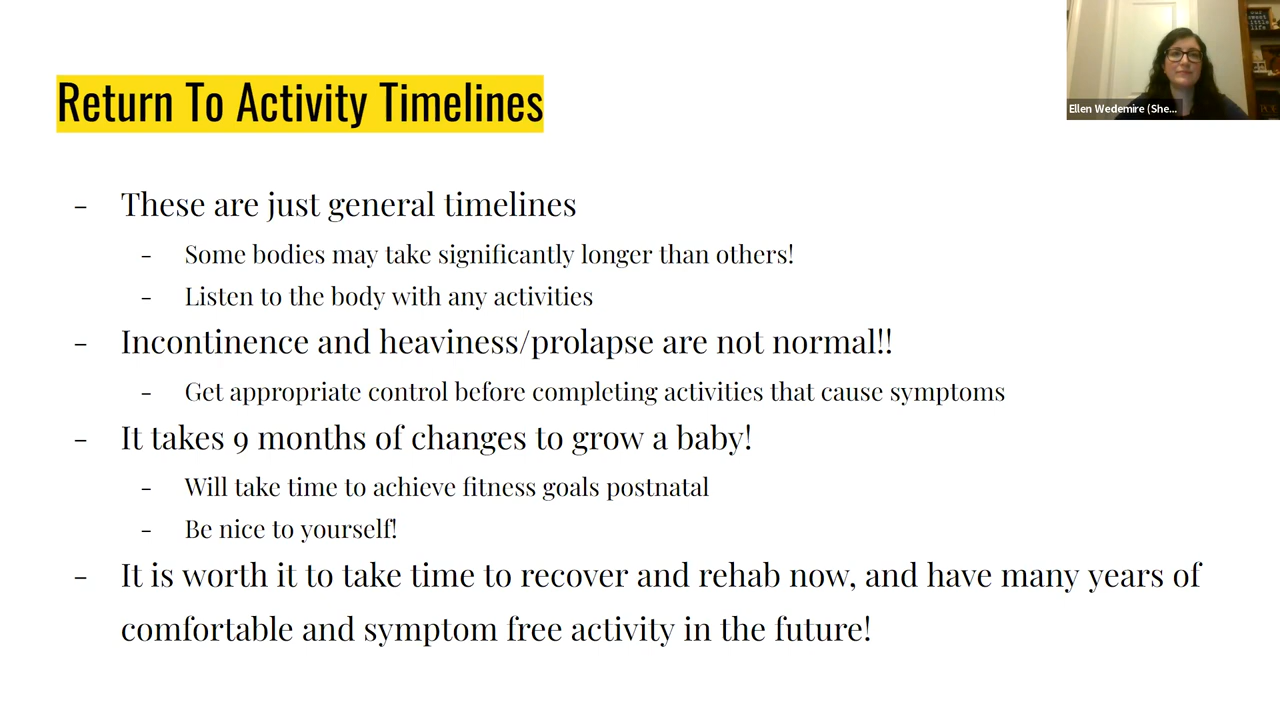 Return To Activity Timelines
Ellen Wedemire (She...
- These are just general timelines
- Some bodies may take significantly longer than others!
- Listen to the body with any activities
- Incontinence and heaviness/prolapse are not normal!!
- Get appropriate control before completing activities that cause symptoms
- It takes 9 months of changes to grow a baby!
- Will take time to achieve fitness goals postnatal
- Be nice to yourself!
- It is worth it to take time to recover and rehab now, and have many years of
comfortable and symptom free activity in the future!